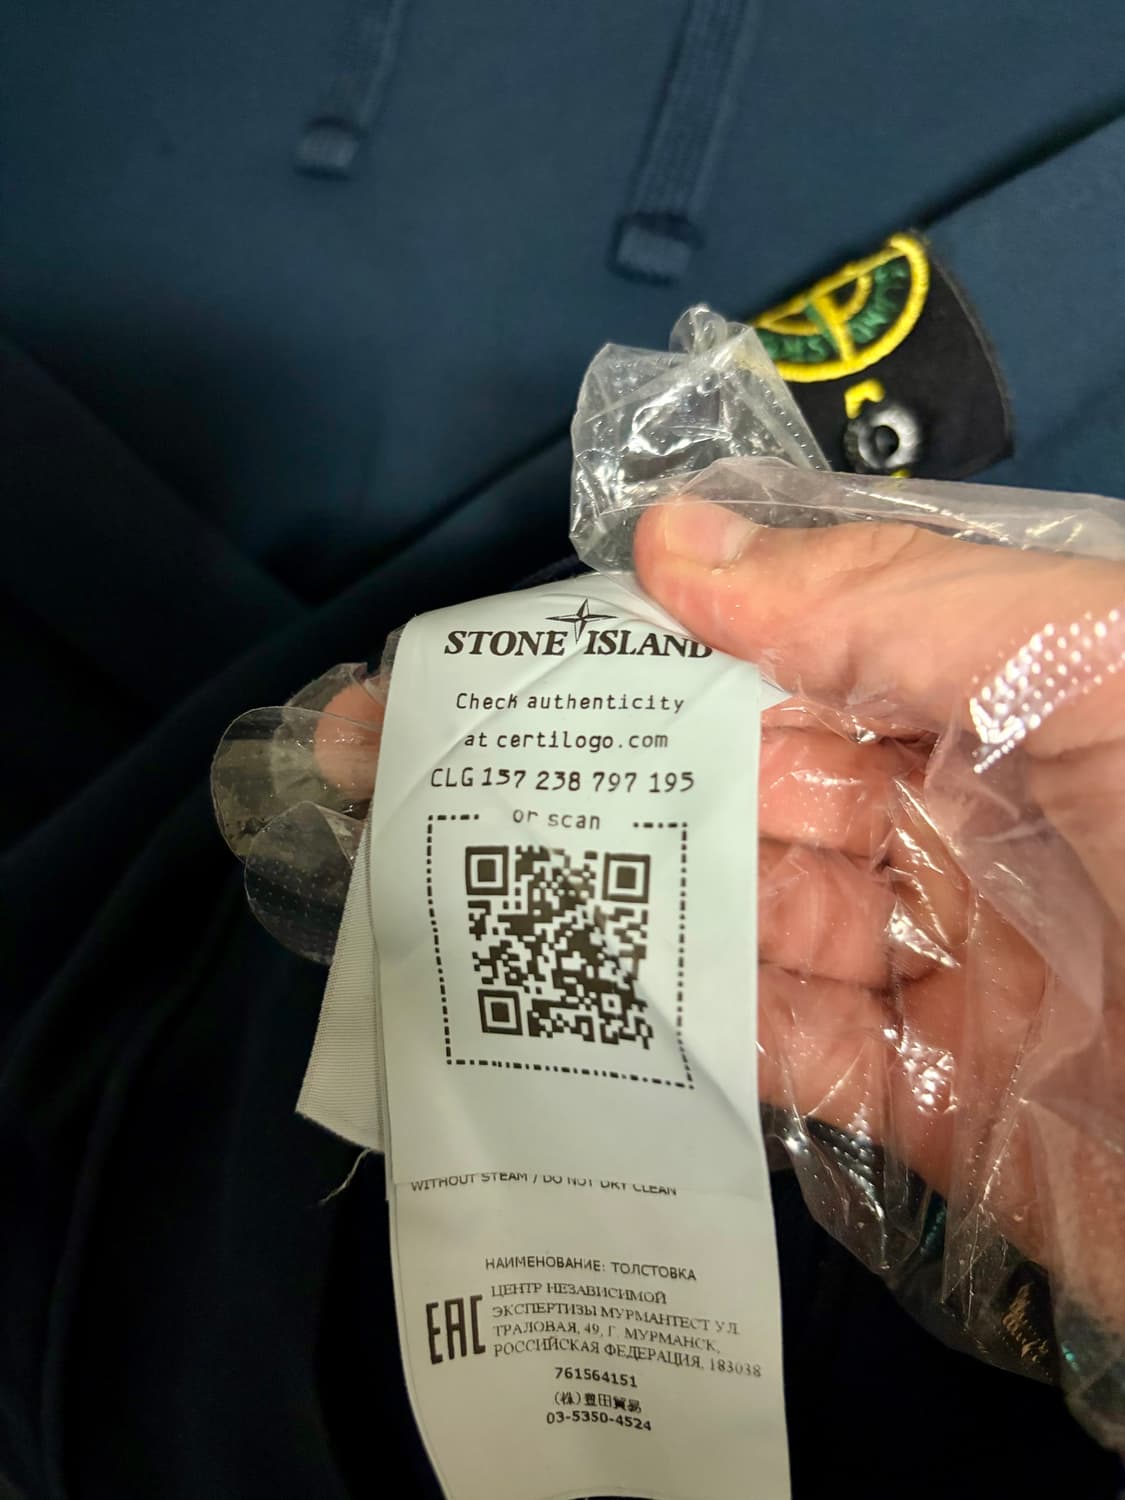 STONE ISLAND
Check authenticity
at certilogo.com
CLG 157 238 797 195
or scan
WITHOUT STEAM / DO NOT DRY CLEAN
НАИМЕНОВАНИЕ: ТОЛСТОВКА
EAC
ЦЕНТР НЕЗАВИСИМОЙ
ЭКСПЕРТИЗЫ МУРМАНТЕСТ УЛ.
ТРАЛОВАЯ, 49, Г. МУРМАНСК,
РОССИЙСКАЯ ФЕДЕРАЦИЯ, 183038
761564151
(株)豊田貿易
03-5350-4524